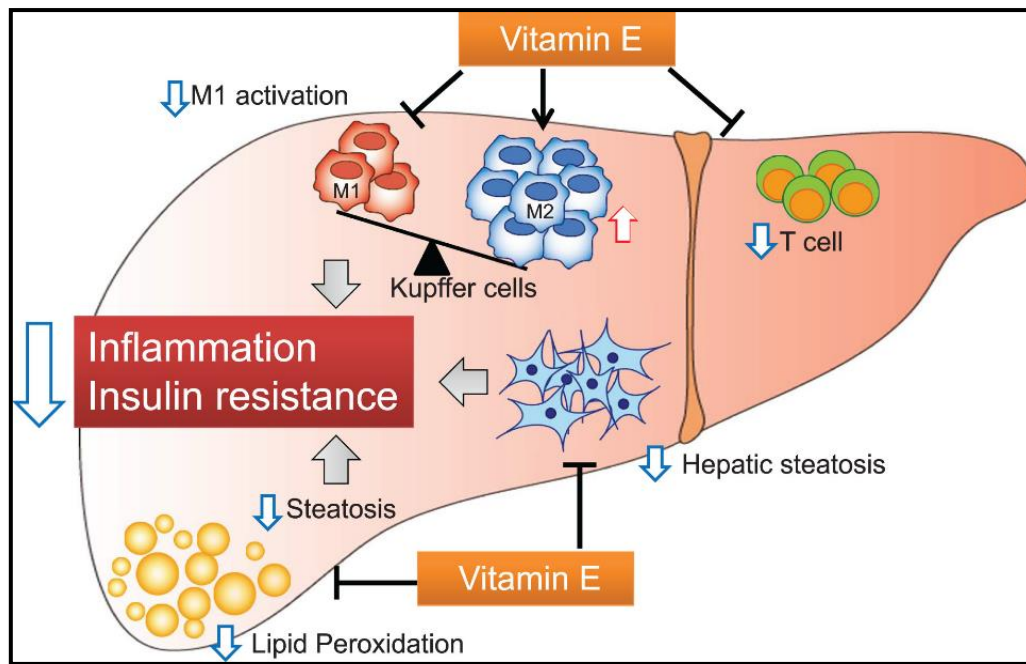 Vitamin E
M1 activation
M1
M2
T cell
Kupffer cells
Inflammation
Insulin resistance
Hepatic steatosis
Steatosis
Vitamin E
Lipid Peroxidation